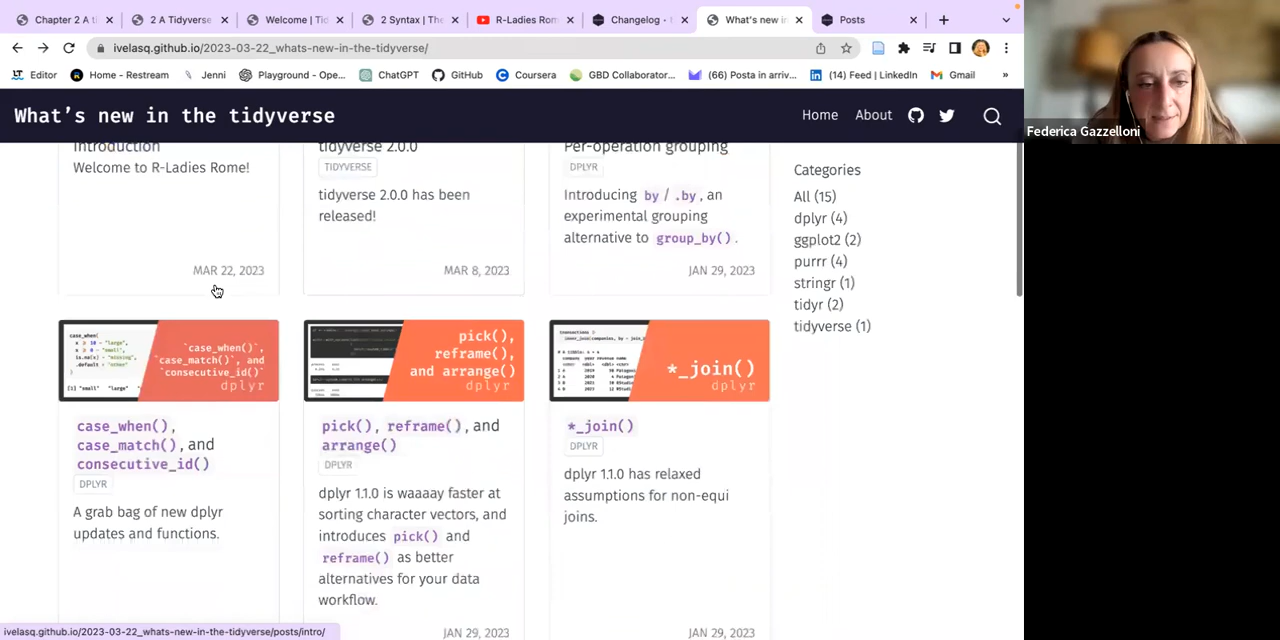 Chapter 2 A ti
2 A Tidyverse
Welcome | Tid
2 Syntax | The
R-Ladies Rom
Changelog •
What's new in
Posts
ivelasq.github.io/2023-03-22_whats-new-in-the-tidyverse/
Editor
Home - Restream
Jenni
Playground - Ope...
ChatGPT
GitHub
Coursera
GBD Collaborator...
(66) Posta in arriv...
(14) Feed | LinkedIn
Gmail
»
What's new in the tidyverse
Home
About
Federica Gazzelloni
Introduction
Welcome to R-Ladies Rome!
MAR 22, 2023
tidyverse 2.0.0
TIDYVERSE
tidyverse 2.0.0 has been
released!
MAR 8, 2023
Per-operation grouping
DPLYR
Introducing by / .by, an
experimental grouping
alternative to group_by().
JAN 29, 2023
Categories
All (15)
dplyr (4)
ggplot2 (2)
purrr (4)
stringr (1)
tidyr (2)
tidyverse (1)
`case_when()`,
`case_match()`, and
`consecutive_id()`
dplyr
case_when(),
case_match(), and
consecutive_id()
DPLYR
A grab bag of new dplyr
updates and functions.
pick(),
reframe(),
and arrange()
dplyr
pick(), reframe(), and
arrange()
DPLYR
dplyr 1.1.0 is waaaay faster at
sorting character vectors, and
introduces pick() and
reframe() as better
alternatives for your data
workflow.
JAN 29, 2023
*_join()
dplyr
*_join()
DPLYR
dplyr 1.1.0 has relaxed
assumptions for non-equi
joins.
JAN 29, 2023
ivelasq.github.io/2023-03-22_whats-new-in-the-tidyverse/posts/intro/